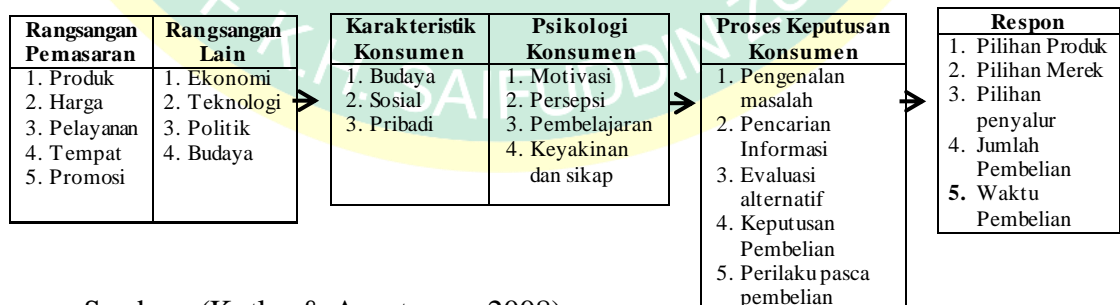 Rangsangan Pemasaran
1. Produk
2. Harga
3. Pelayanan
4. Tempat
5. Promosi
Rangsangan Lain
1. Ekonomi
2. Teknologi
3. Politik
4. Budaya
Karakteristik
Konsumen
1. Budaya
2. Sosial
3. Pribadi
Psikologi
Konsumen
1. Motivasi
2. Persepsi
3. Pembelajaran
4. Keyakinan
dan sikap
Proses Keputusan
Konsumen
1. Pengenalan
masalah
2. Pencarian
Informasi
3. Evaluasi
alternatif
4. Keputusan
Pembelian
5. Perilaku pasca
pembelian
Respon
1. Pilihan Produk
2. Pilihan Merek
3. Pilihan
penyalur
4. Jumlah
Pembelian
5. Waktu
Pembelian
K.H. SAIFUDDIN ZU